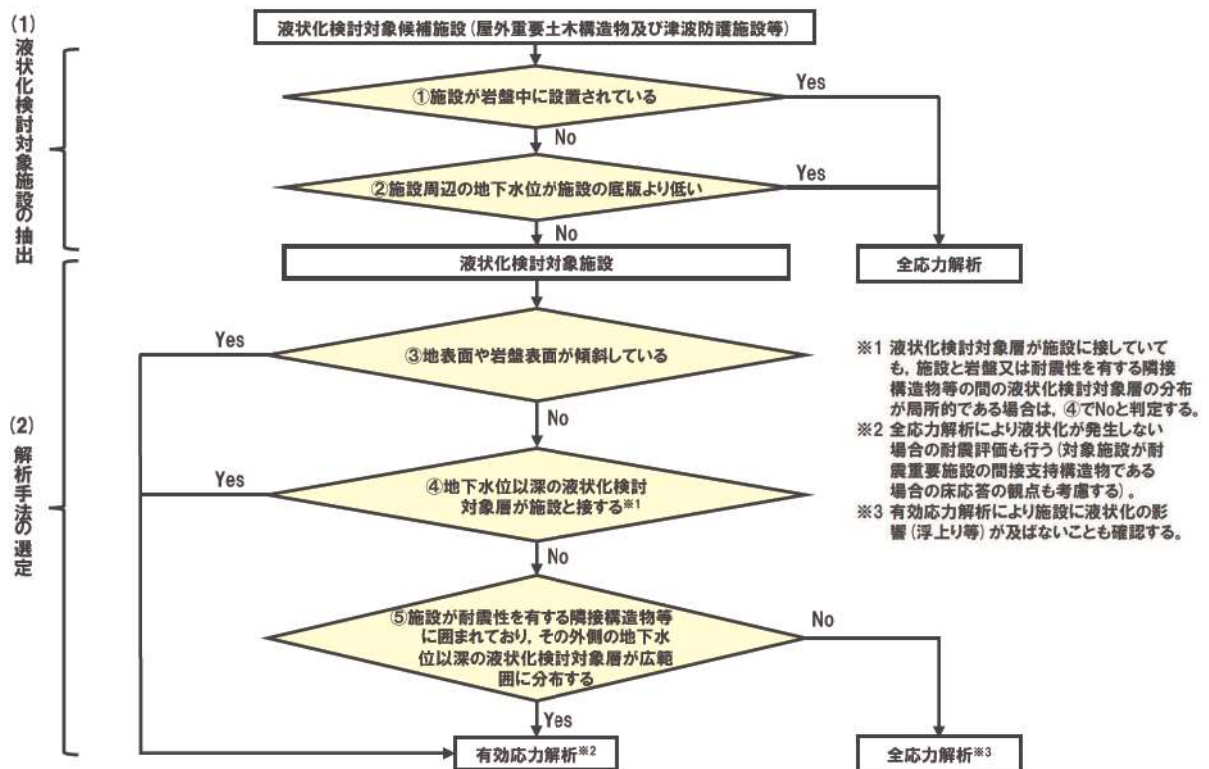 (1)液状化検討対象施設の抽出
液状化検討対象候補施設(屋外重要土木構造物及び津波防護施設等)
①施設が岩盤中に設置されている
Yes
No
②施設周辺の地下水位が施設の底版より低い
Yes
No
液状化検討対象施設
全応力解析
(2)解析手法の選定
③地表面や岩盤表面が傾斜している
Yes
No
④地下水位以深の液状化検討
対象層が施設と接する※1
Yes
No
⑤施設が耐震性を有する隣接構造物等
に囲まれており,その外側の地下水
位以深の液状化検討対象層が広範
囲に分布する
No
Yes
有効応力解析※2
全応力解析※3
※1 液状化検討対象層が施設に接していて
も,施設と岩盤又は耐震性を有する隣接
構造物等の間の液状化検討対象層の分布
が局所的である場合は,④でNoと判定する。
※2 全応力解析により液状化が発生しない
場合の耐震評価も行う(対象施設が耐
震重要施設の間接支持構造物である
場合の床応答の観点も考慮する)。
※3 有効応力解析により施設に液状化の影
響(浮上り等)が及ばないことも確認する。